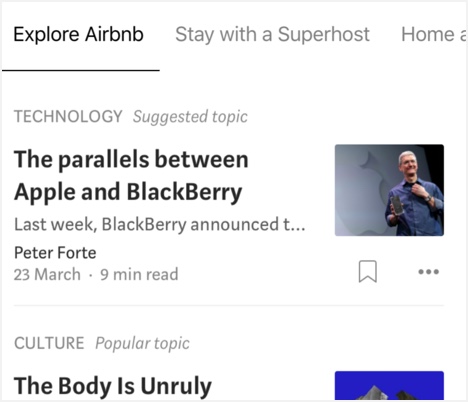 Explore Airbnb Stay with a Superhost Home a
TECHNOLOGY Suggested topic
The parallels between
Apple and BlackBerry
Last week, BlackBerry announced t...
Peter Forte
23 March · 9 min read
CULTURE Popular topic
The Body Is Unruly